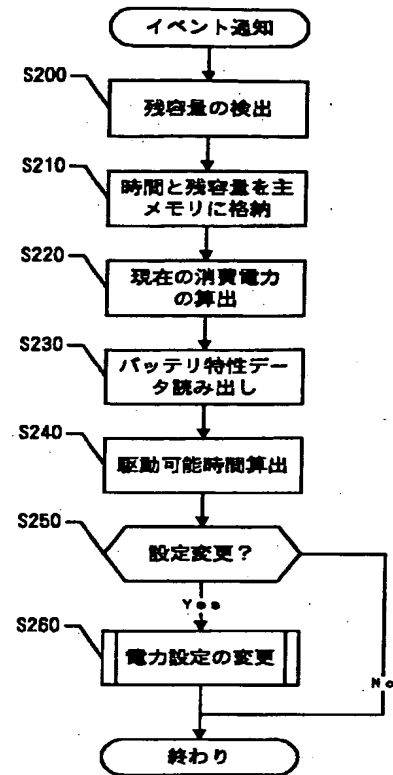 イベント通知
S200
残容量の検出
S210
時間と残容量を主
メモリに格納
S220
現在の消費電力
の算出
S230
バッテリ特性デー
タ読み出し
S240
駆動可能時間算出
S250
設定変更？
Yes
S260
電力設定の変更
No
終わり